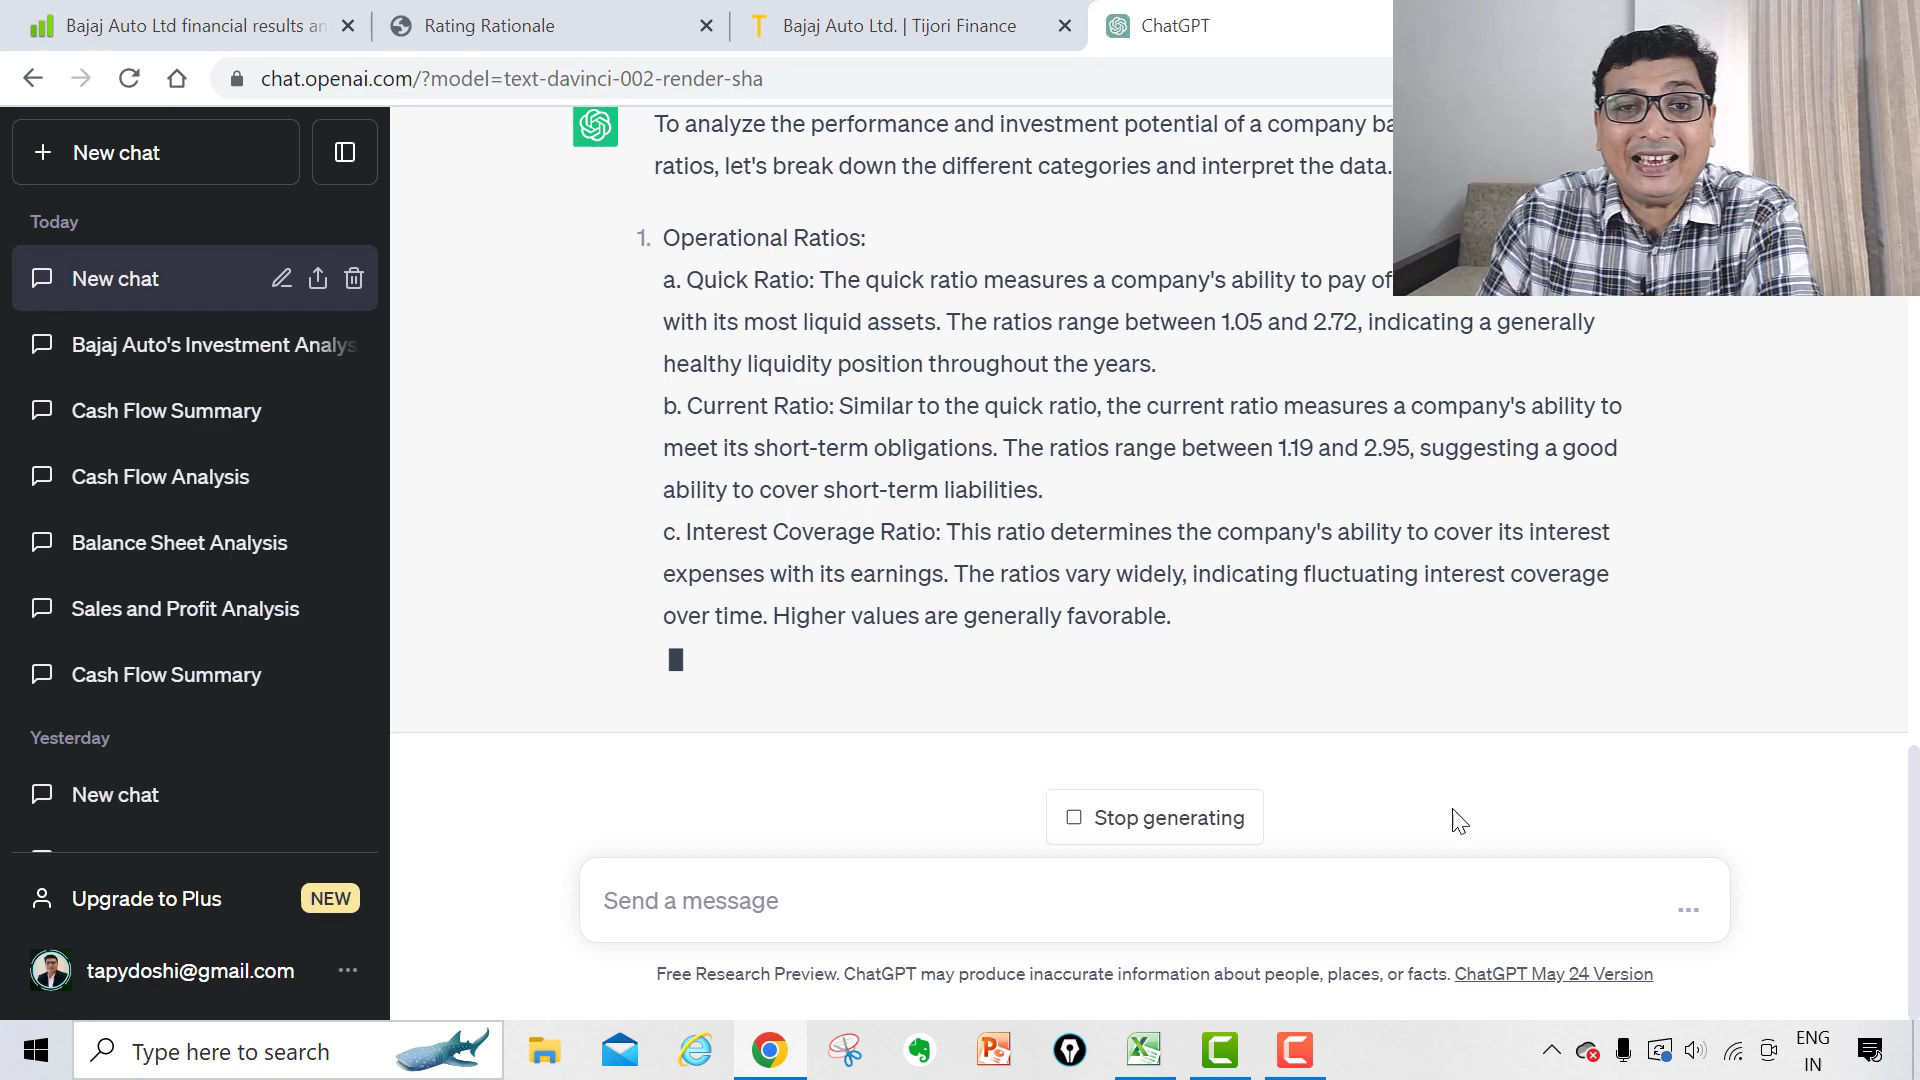 Bajaj Auto Ltd financial results an
Rating Rationale
Bajaj Auto Ltd. | Tijori Finance
ChatGPT
chat.openai.com/?model=text-davinci-002-render-sha
New chat
Today
New chat
Bajaj Auto's Investment Analys
Cash Flow Summary
Cash Flow Analysis
Balance Sheet Analysis
Sales and Profit Analysis
Cash Flow Summary
Yesterday
New chat
Upgrade to Plus NEW
tapydoshi@gmail.com
To analyze the performance and investment potential of a company ba
ratios, let's break down the different categories and interpret the data.
1. Operational Ratios:
a. Quick Ratio: The quick ratio measures a company's ability to pay of
with its most liquid assets. The ratios range between 1.05 and 2.72, indicating a generally
healthy liquidity position throughout the years.
b. Current Ratio: Similar to the quick ratio, the current ratio measures a company's ability to
meet its short-term obligations. The ratios range between 1.19 and 2.95, suggesting a good
ability to cover short-term liabilities.
c. Interest Coverage Ratio: This ratio determines the company's ability to cover its interest
expenses with its earnings. The ratios vary widely, indicating fluctuating interest coverage
over time. Higher values are generally favorable.
Stop generating
Send a message
Free Research Preview. ChatGPT may produce inaccurate information about people, places, or facts. ChatGPT May 24 Version
Type here to search
ENG
IN